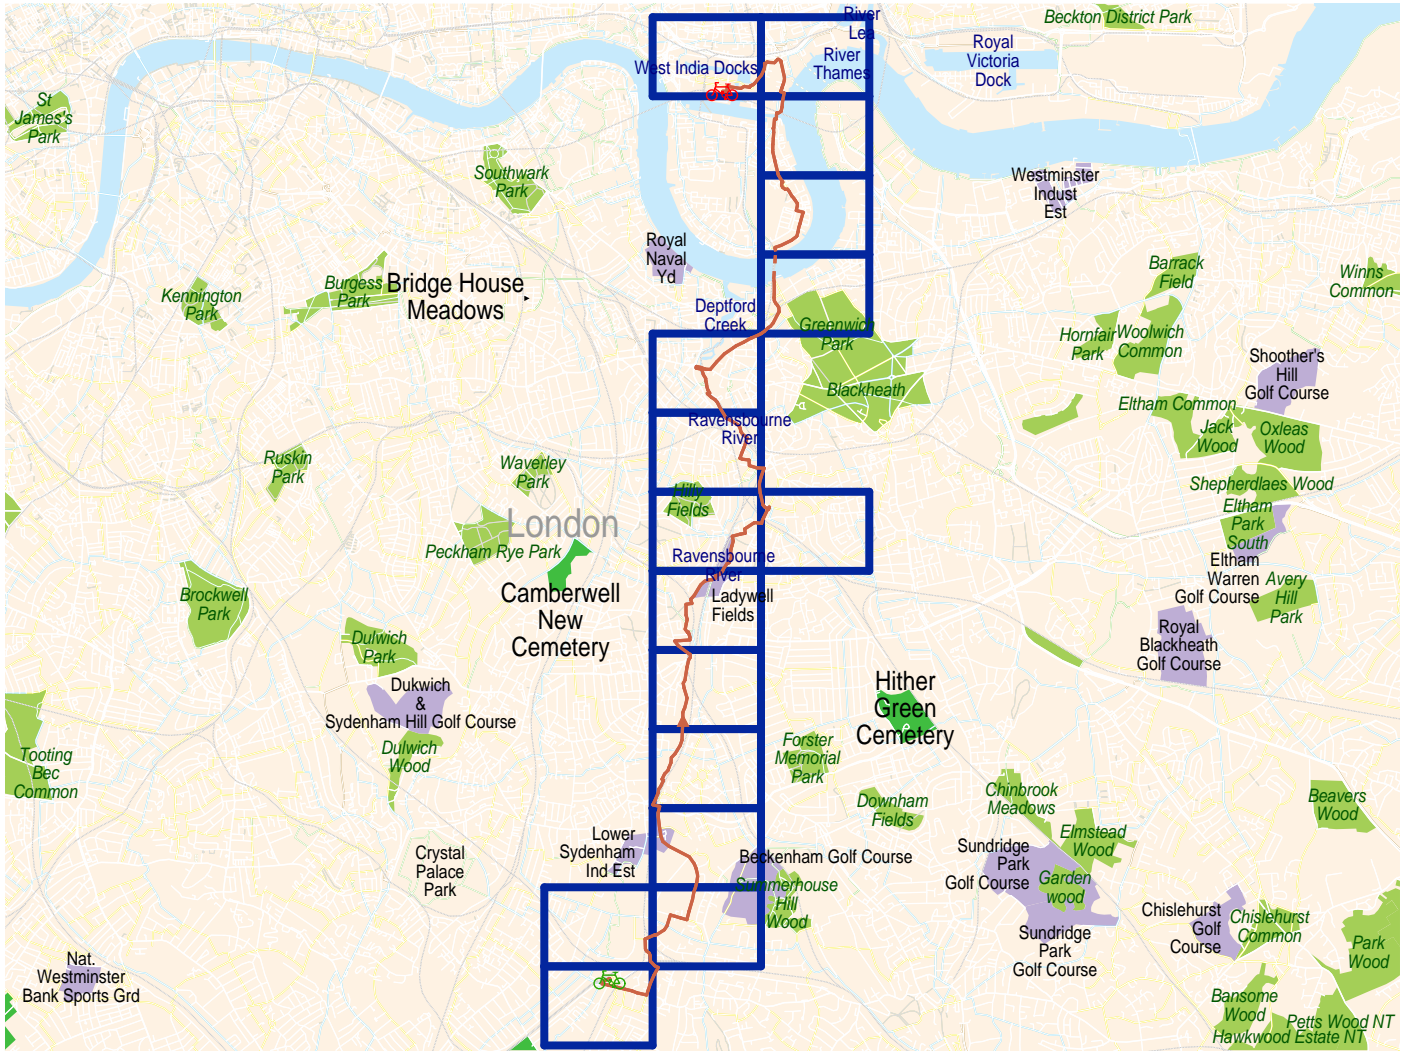 Beckton District Park
River
Lea
Royal
Victoria
Dock
River
Thames
West India Docks
St
James's
Park
Southwark
Park
Westminster
Indust
Est
Royal
Naval
Yd
Barrack
Field
Winns
Common
Kennington
Park
Burgess
Park
Bridge House
Meadows
Deptford
Creek
Greenwich
Park
Hornfair
Park
Woolwich
Common
Shoother's
Hill
Golf Course
Blackheath
Eltham Common
Jack
Wood
Oxleas
Wood
Ravensbourne
River
Ruskin
Park
Waverley
Park
Shepherdlaes Wood
Hilly
Fields
London
Eltham
Park
South
Peckham Rye Park
Ravensbourne
River
Eltham
Warren
Golf Course
Avery
Hill
Park
Brockwell
Park
Camberwell
New
Cemetery
Ladywell
Fields
Dulwich
Park
Royal
Blackheath
Golf Course
Dukwich
&
Sydenham Hill Golf Course
Hither
Green
Cemetery
Dulwich
Wood
Tooting
Bec
Common
Forster
Memorial
Park
Downham
Fields
Chinbrook
Meadows
Beavers
Wood
Elmstead
Wood
Lower
Sydenham
Ind Est
Crystal
Palace
Park
Beckenham Golf Course
Summerhouse
Hill
Wood
Sundridge
Park
Golf Course
Garden
wood
Chislehurst
Golf
Course
Chislehurst
Common
Sundridge
Park
Golf Course
Park
Wood
Nat.
Westminster
Bank Sports Grd
Bansome
Wood
Petts Wood NT
Hawkwood Estate NT